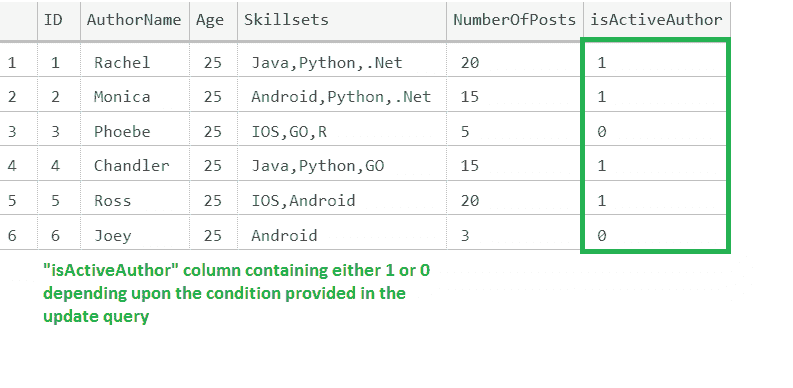 ID AuthorName Age Skillsets NumberOfPosts isActiveAuthor
1 1 Rachel 25 Java,Python,.Net 20 1
2 2 Monica 25 Android,Python,.Net 15 1
3 3 Phoebe 25 IOS,GO,R 5 0
4 4 Chandler 25 Java,Python,GO 15 1
5 5 Ross 25 IOS,Android 20 1
6 6 Joey 25 Android 3 0
"isActiveAuthor" column containing either 1 or 0
depending upon the condition provided in the
update query